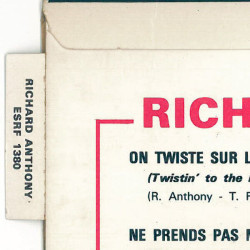 RICHARD ANTHONY.
ESRF 1380
RICH
ON TWISTE SUR L
(Twistin' to the
(R. Anthony - T.
NE PRENDS PAS